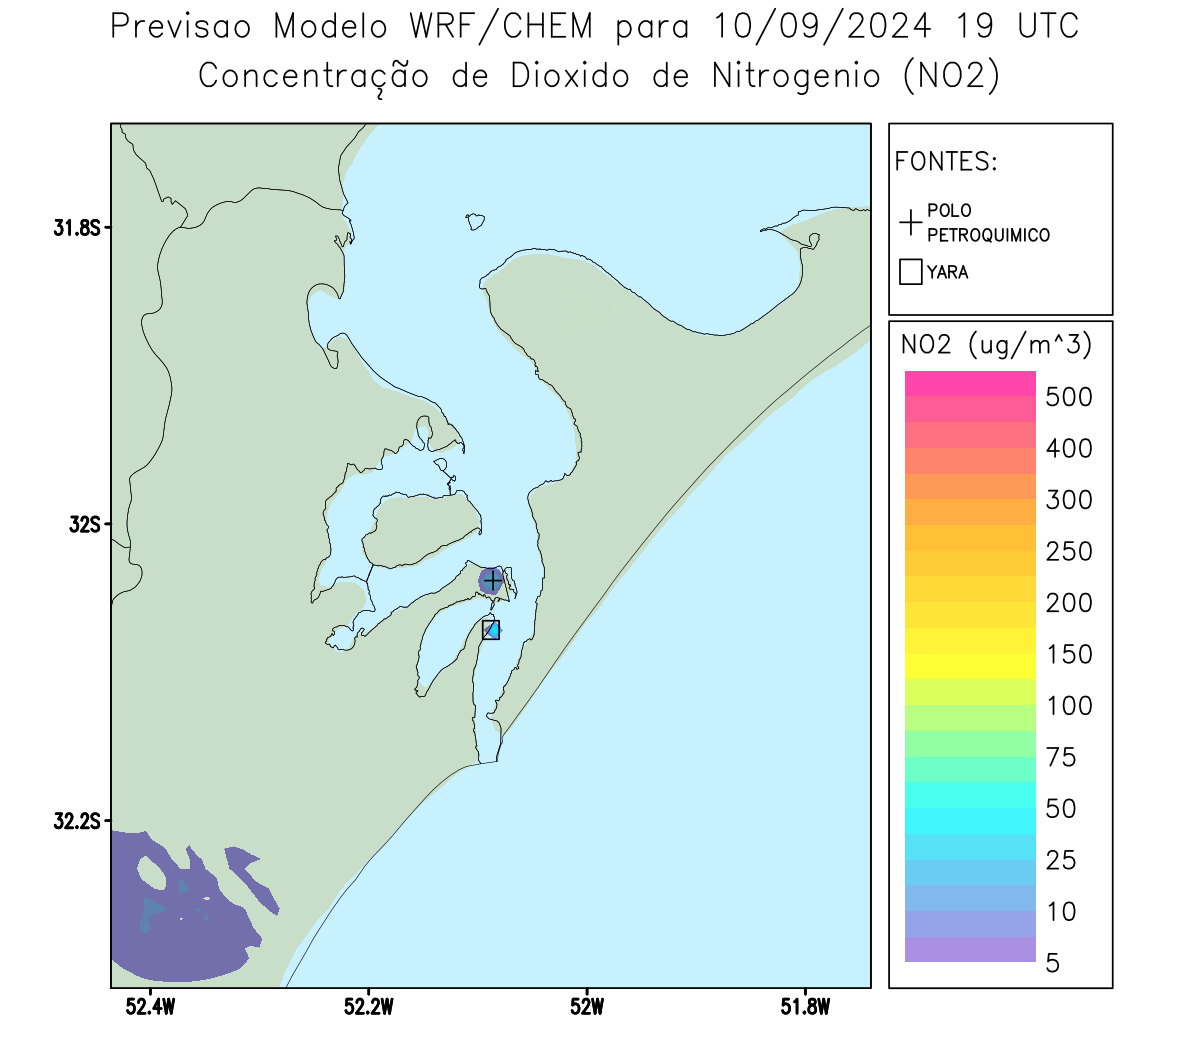 Previsao Modelo WRF/CHEM para 10/09/2024 19 UTC
Concentração de Dioxido de Nitrogenio (NO2)
FONTES:
POLO
PETROQUIMICO
YARA
NO2 (ug/m^3)
500
400
300
250
200
150
100
75
50
25
10
5
31.8S
32S
32.2S
52.4W
52.2W
52W
51.8W